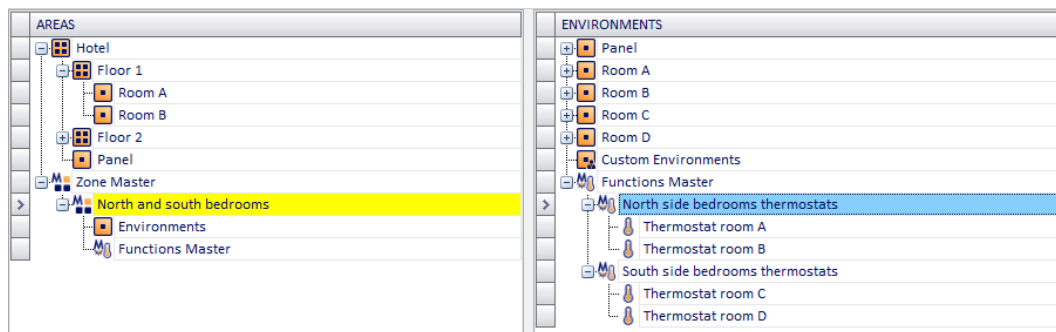 AREAS
Hotel
Floor 1
Room A
Room B
Floor 2
Panel
Zone Master
North and south bedrooms
Environments
Functions Master
ENVIRONMENTS
Panel
Room A
Room B
Room C
Room D
Custom Environments
Functions Master
North side bedrooms thermostats
Thermostat room A
Thermostat room B
South side bedrooms thermostats
Thermostat room C
Thermostat room D